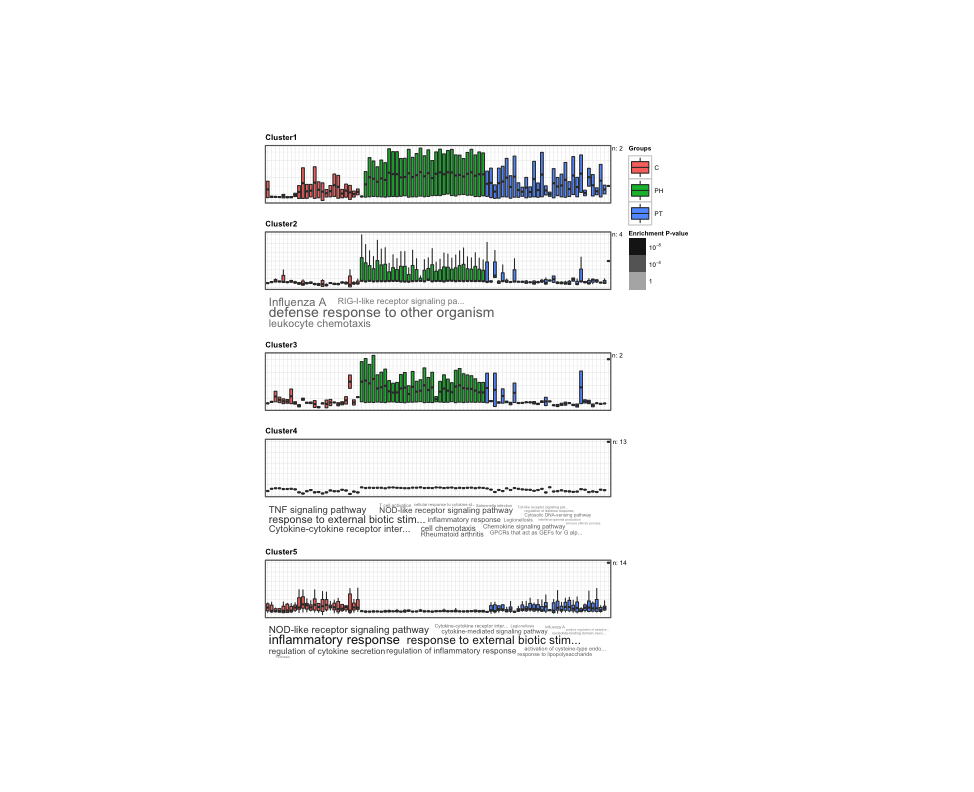 Cluster1
n: 2
Groups
C
PH
PT
Cluster2
n: 4
Enrichment P-value
1
Influenza A RIG-I-like receptor signaling pa...
defense response to other organism
leukocyte chemotaxis
Cluster3
n: 2
Cluster4
n: 13
TNF signaling pathway NOD-like receptor signaling pathway
Cytosolic DNA-sensing pathway
response to external biotic stim... inflammatory response Legionellosis
Cytokine-cytokine receptor inter... cell chemotaxis Chemokine signaling pathway
Rheumatoid arthritis GPCRs that act as GEFs for G alp...
Cluster5
n: 14
Cytokine-cytokine receptor inter... Legionellosis Influenza A
NOD-like receptor signaling pathway cytokine-mediated signaling pathway
inflammatory response response to external biotic stim...
regulation of cytokine secretion regulation of inflammatory response activation of cysteine-type endo...
response to lipopolysaccharide